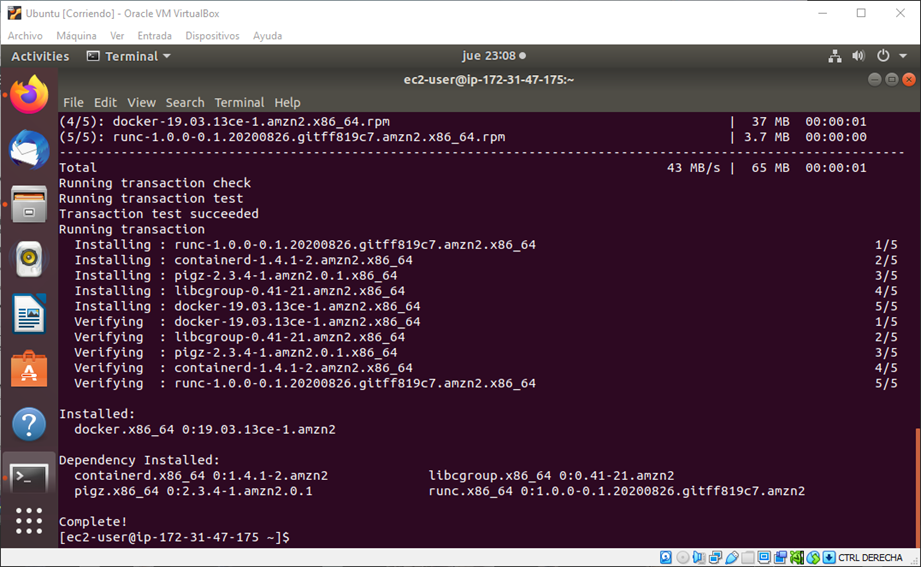 Ubuntu [Corriendo] - Oracle VM VirtualBox
Archivo Máquina Ver Entrada Dispositivos Ayuda
Activities Terminal jue 23:08
ec2-user@ip-172-31-47-175:~
File Edit View Search Terminal Help
(4/5): docker-19.03.13ce-1.amzn2.x86_64.rpm | 37 MB 00:00:01
(5/5): runc-1.0.0-0.1.20200826.gitff819c7.amzn2.x86_64.rpm | 3.7 MB 00:00:00
--------------------------------------------------------------------------------
Total 43 MB/s | 65 MB 00:00:01
Running transaction check
Running transaction test
Transaction test succeeded
Running transaction
Installing : runc-1.0.0-0.1.20200826.gitff819c7.amzn2.x86_64 1/5
Installing : containerd-1.4.1-2.amzn2.x86_64 2/5
Installing : pigz-2.3.4-1.amzn2.0.1.x86_64 3/5
Installing : libcgroup-0.41-21.amzn2.x86_64 4/5
Installing : docker-19.03.13ce-1.amzn2.x86_64 5/5
Verifying : docker-19.03.13ce-1.amzn2.x86_64 1/5
Verifying : libcgroup-0.41-21.amzn2.x86_64 2/5
Verifying : pigz-2.3.4-1.amzn2.0.1.x86_64 3/5
Verifying : containerd-1.4.1-2.amzn2.x86_64 4/5
Verifying : runc-1.0.0-0.1.20200826.gitff819c7.amzn2.x86_64 5/5
Installed:
docker.x86_64 0:19.03.13ce-1.amzn2
Dependency Installed:
containerd.x86_64 0:1.4.1-2.amzn2 libcgroup.x86_64 0:0.41-21.amzn2
pigz.x86_64 0:2.3.4-1.amzn2.0.1 runc.x86_64 0:1.0.0-0.1.20200826.gitff819c7.amzn2
Complete!
[ec2-user@ip-172-31-47-175 ~]$
CTRL DERECHA